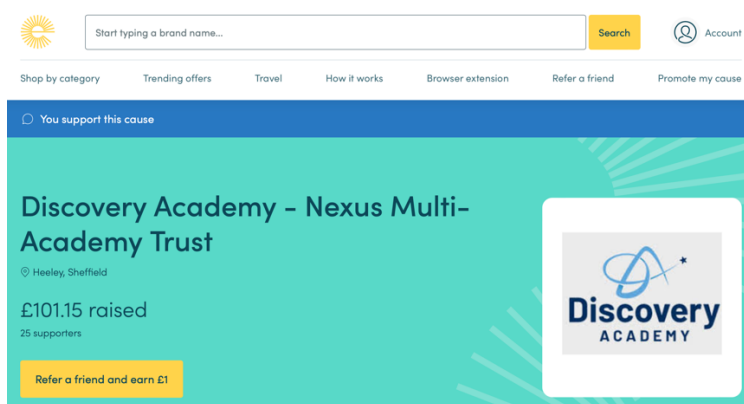 Start typing a brand name...
Search
Account
Shop by category
Trending offers
Travel
How it works
Browser extension
Refer a friend
Promote my cause
You support this cause
Discovery Academy - Nexus Multi-
Academy Trust
Heeley, Sheffield
£101.15 raised
25 supporters
Refer a friend and earn £1
Discovery
ACADEMY